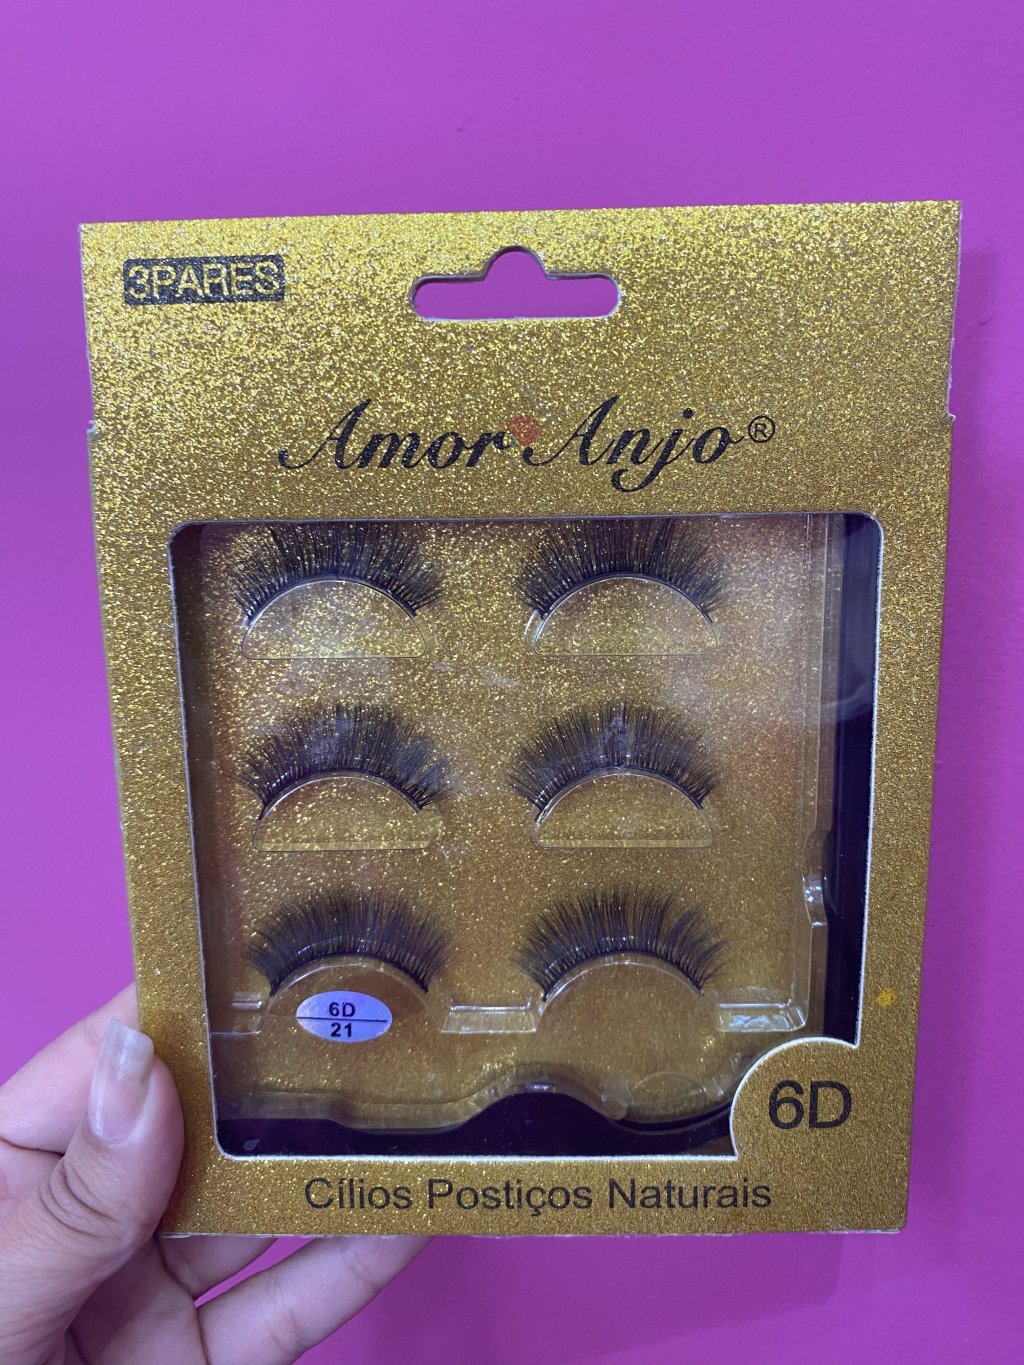 3PARES
Amor Anjo®
6D
21
6D
Cílios Postiços Naturais